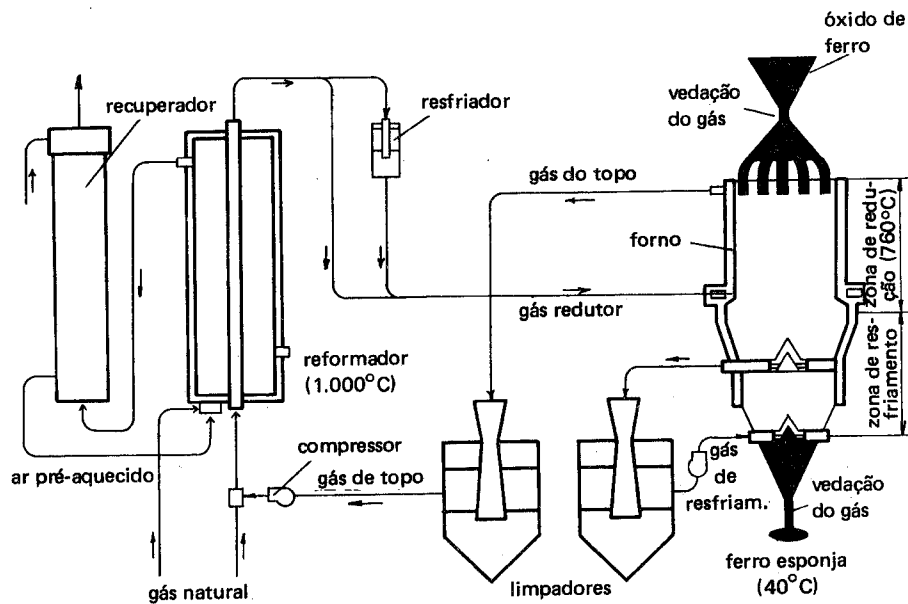 óxido de
ferro
recuperador
resfriador
vedação
do gás
gás do topo
forno
zona de redu-
ção (760°C)
gás redutor
reformador
(1.000°C)
zona de res-
friamento
compressor
ar pré-aquecido
gás de topo
gás
de
resfriam.
vedação
do gás
gás natural
limpadores
ferro esponja
(40°C)